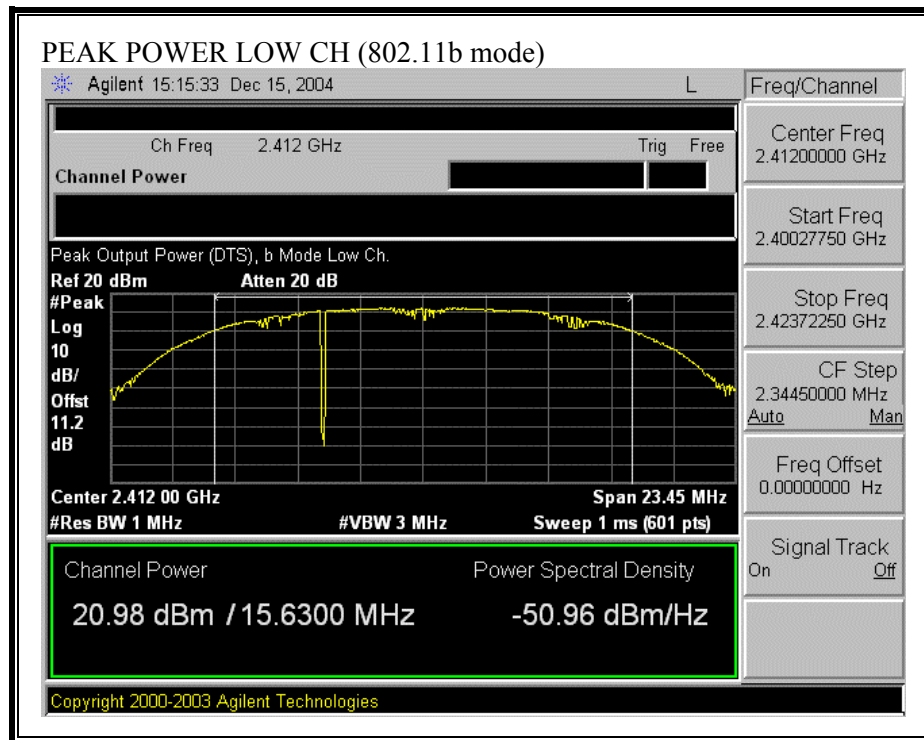 PEAK POWER LOW CH (802.11b mode)
Agilent 15:15:33 Dec 15, 2004 L
Freq/Channel
Ch Freq 2.412 GHz Trig Free
Channel Power
Center Freq
2.41200000 GHz
Start Freq
2.40027750 GHz
Stop Freq
2.42372250 GHz
CF Step
2.34450000 MHz
Auto Man
Freq Offset
0.00000000 Hz
Signal Track
On Off
Peak Output Power (DTS), b Mode Low Ch.
Ref 20 dBm Atten 20 dB
#Peak
Log
10
dB/
Offst
11.2
dB
Center 2.412 00 GHz Span 23.45 MHz
#Res BW 1 MHz #VBW 3 MHz Sweep 1 ms (601 pts)
Channel Power Power Spectral Density
20.98 dBm / 15.6300 MHz -50.96 dBm/Hz
Copyright 2000-2003 Agilent Technologies